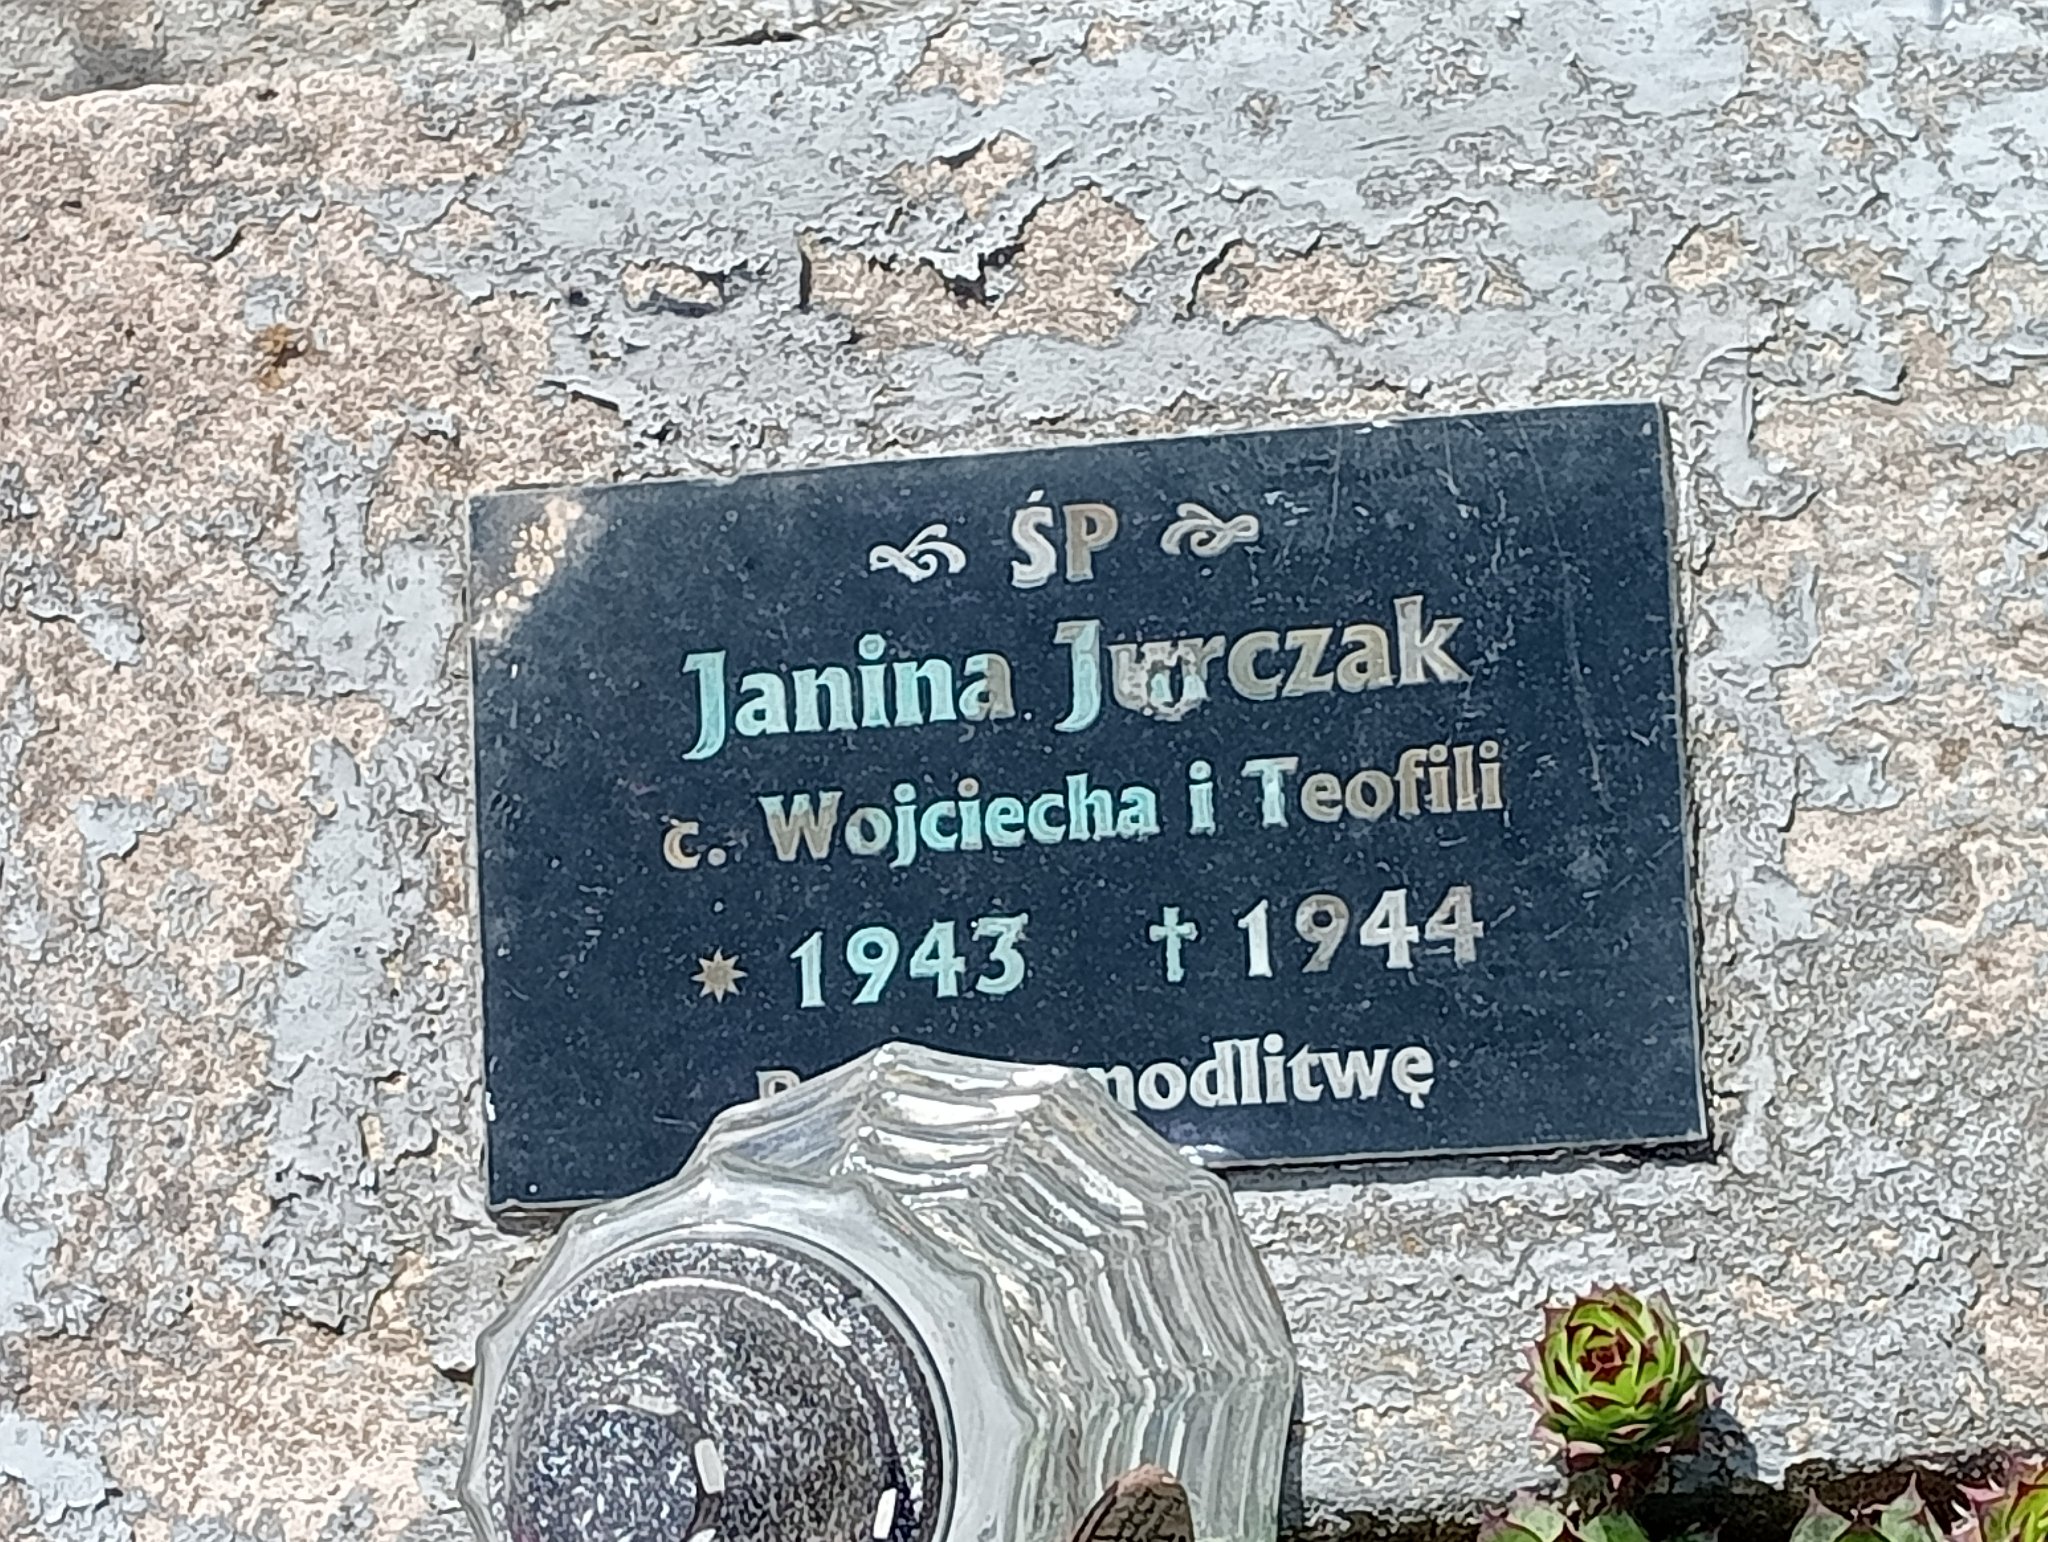 ŚP
Janina Jurczak
c. Wojciecha i Teofili
* 1943 † 1944
modlitwę